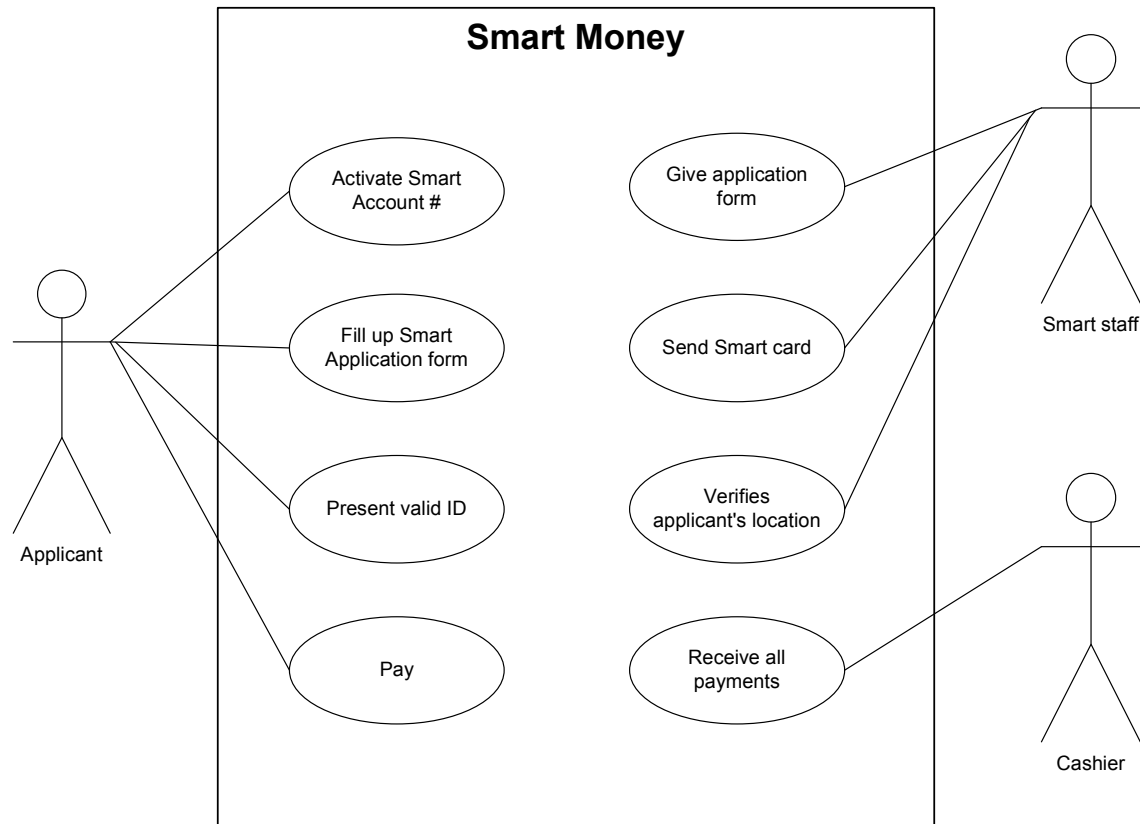 Smart Money
Activate Smart
Account #
Give application
form
Smart staff
Fill up Smart
Application form
Send Smart card
Present valid ID
Verifies
applicant's location
Applicant
Pay
Receive all
payments
Cashier